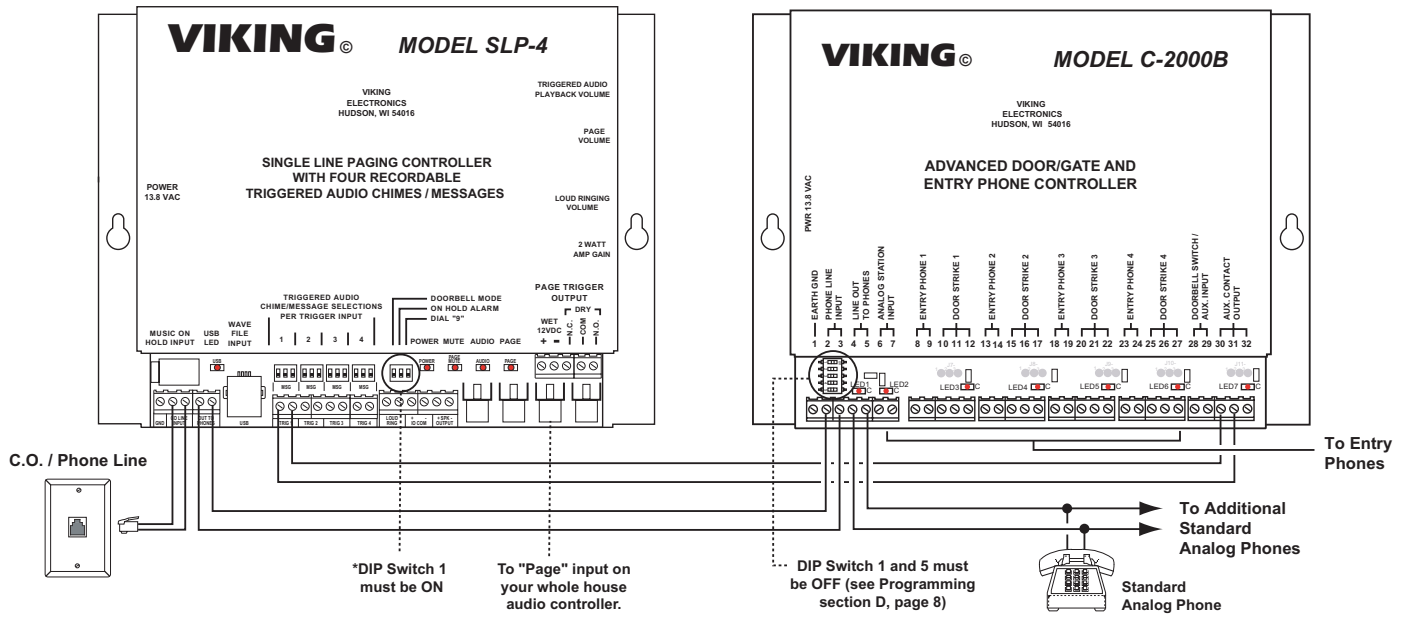 VIKING©
MODEL SLP-4
VIKING
ELECTRONICS
HUDSON, WI 54016
SINGLE LINE PAGING CONTROLLER
WITH FOUR RECORDABLE
TRIGGERED AUDIO CHIMES / MESSAGES
POWER
13.8 VAC
TRIGGERED AUDIO
PLAYBACK VOLUME
PAGE
VOLUME
LOUD RINGING
VOLUME
2 WATT
AMP GAIN
PAGE TRIGGER
OUTPUT
DRY
WET
12VDC
+ -
N.C.
COM
N.O.
TRIGGERED AUDIO
CHIME/MESSAGE SELECTIONS
PER TRIGGER INPUT
1 2 3 4
DOORBELL MODE
ON HOLD ALARM
DIAL "9"
MUSIC ON
HOLD INPUT
USB
LED
WAVE
FILE
INPUT
POWER MUTE AUDIO PAGE
USB
POWER
PAGE
MUTE
AUDIO
PAGE
MSG MSG MSG MSG
GND
CO LINE
INPUT
OUT TO
PHONES
USB
TRIG 1
TRIG 2
TRIG 3
TRIG 4
LOUD
RING
+ -
IO COM
+ SPK -
OUTPUT
C.O. / Phone Line
*DIP Switch 1
must be ON
To "Page" input on
your whole house
audio controller.
VIKING©
MODEL C-2000B
VIKING
ELECTRONICS
HUDSON, WI 54016
ADVANCED DOOR/GATE AND
ENTRY PHONE CONTROLLER
PWR 13.8 VAC
EARTH GND
PHONE LINE
INPUT
LINE OUT
TO PHONES
ANALOG STATION
INPUT
ENTRY PHONE 1
DOOR STRIKE 1
ENTRY PHONE 2
DOOR STRIKE 2
ENTRY PHONE 3
DOOR STRIKE 3
ENTRY PHONE 4
DOOR STRIKE 4
DOORBELL SWITCH /
AUX. INPUT
AUX. CONTACT
OUTPUT
1 2 3 4 5 6 7 8 9 10 11 12 13 14 15 16 17 18 19 20 21 22 23 24 25 26 27 28 29 30 31 32
LED1 C
LED2 C
LED3 C
LED4 C
LED5 C
LED6 C
LED7 C
To Entry
Phones
To Additional
Standard
Analog Phones
DIP Switch 1 and 5 must
be OFF (see Programming
section D, page 8)
Standard
Analog Phone